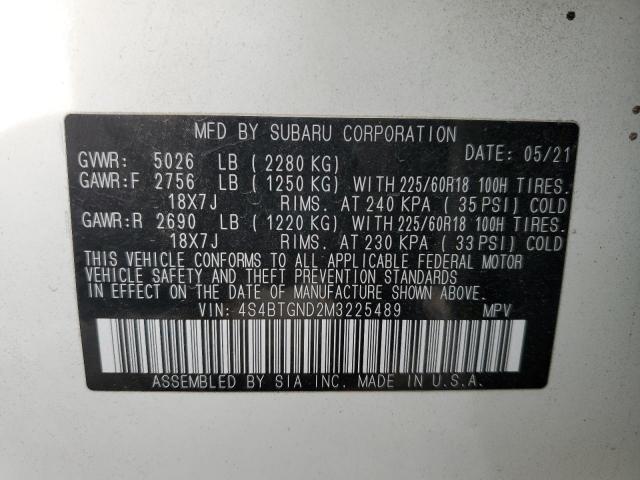 MFD BY SUBARU CORPORATION
GVWR: 5026 LB (2280 KG) DATE: 05/21
GAWR:F 2756 LB (1250 KG) WITH 225/60R18 100H TIRES.
18X7J RIMS. AT 240 KPA (35 PSI) COLD
GAWR:R 2690 LB (1220 KG) WITH 225/60R18 100H TIRES.
18X7J RIMS. AT 230 KPA (33 PSI) COLD
THIS VEHICLE CONFORMS TO ALL APPLICABLE FEDERAL MOTOR
VEHICLE SAFETY AND THEFT PREVENTION STANDARDS
IN EFFECT ON THE DATE OF MANUFACTURE SHOWN ABOVE.
VIN: 4S4BTGND2M3225489 MPV
ASSEMBLED BY SIA INC. MADE IN U.S.A.